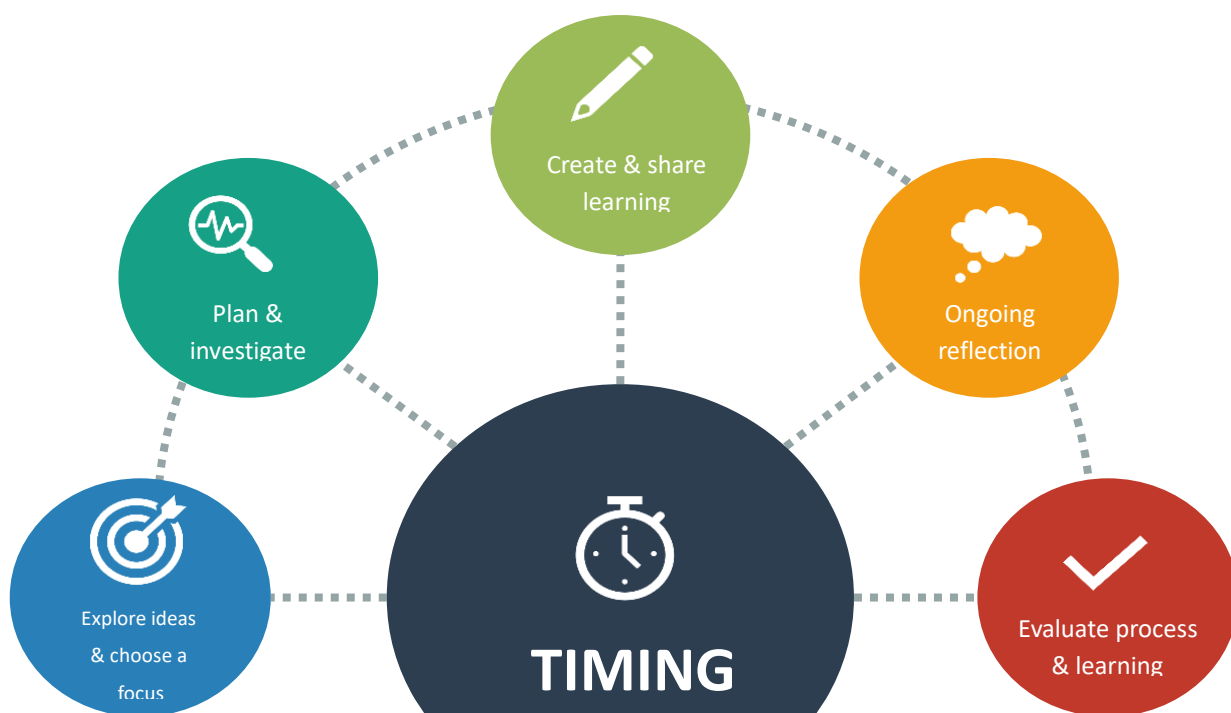 Create & share
learning
Plan &
investigate
Ongoing
reflection
Explore ideas
& choose a
focus
TIMING
Evaluate process
& learning